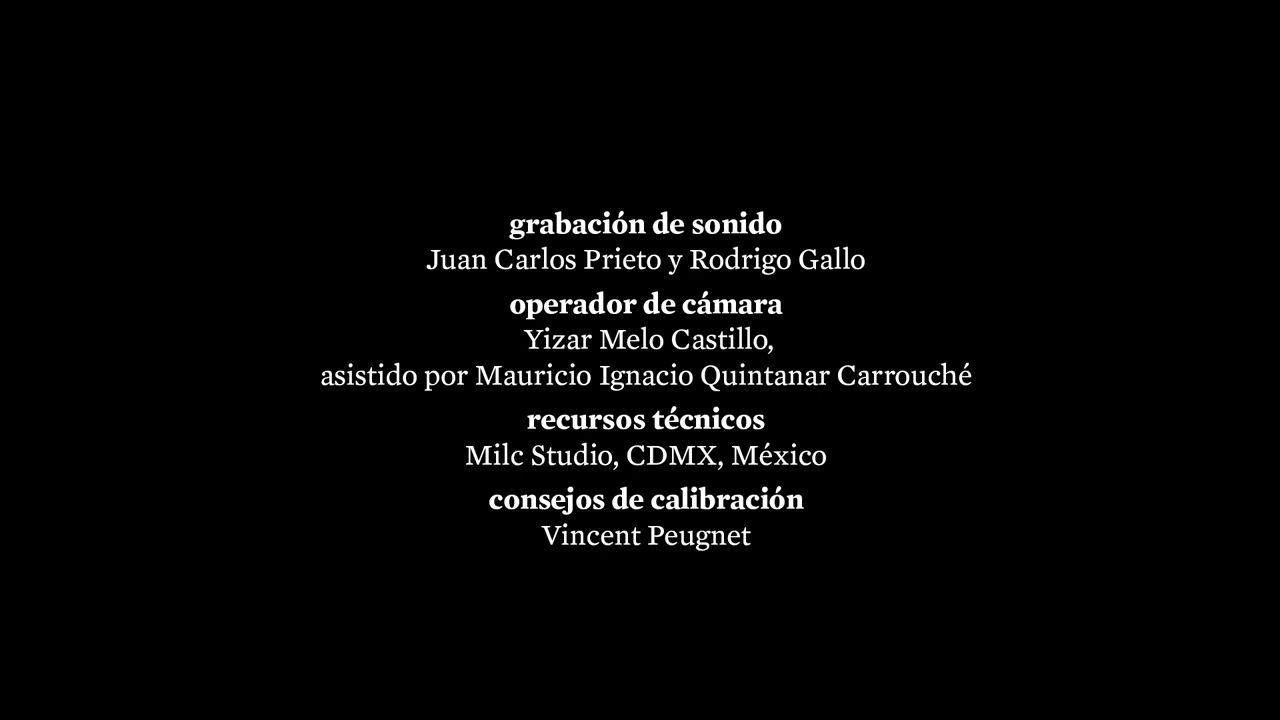 grabación de sonido
Juan Carlos Prieto y Rodrigo Gallo
operador de cámara
Yizar Melo Castillo,
asistido por Mauricio Ignacio Quintanar Carrouché
recursos técnicos
Milc Studio, CDMX, México
consejos de calibración
Vincent Peugnet